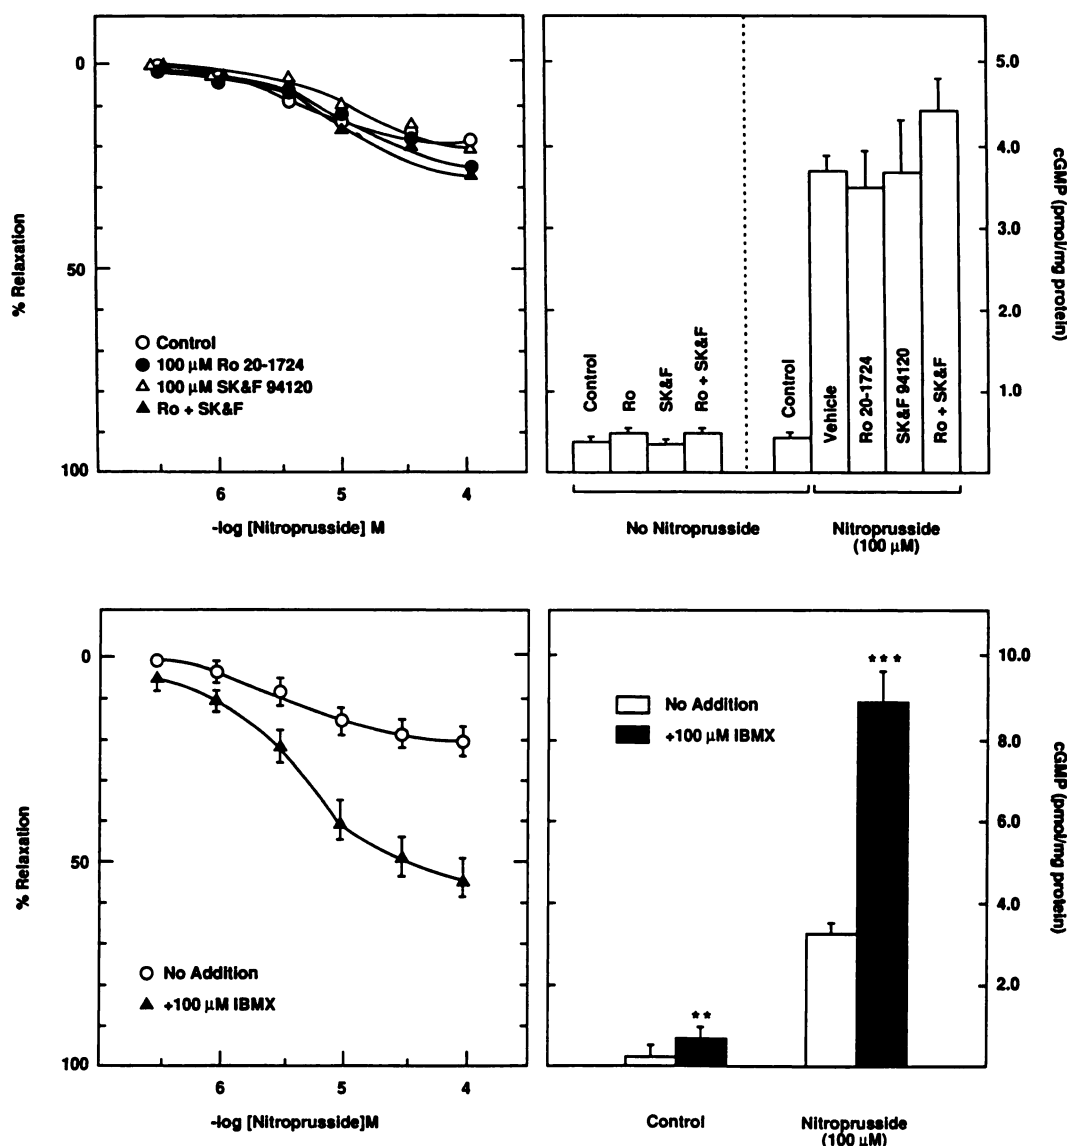 % Relaxation
0
50
100
○ Control
● 100 µM Ro 20-1724
△ 100 µM SK&F 94120
▲ Ro + SK&F
6 5 4
-log [Nitroprusside] M
Control
Ro
SK&F
Ro + SK&F
Control
Vehicle
Ro 20-1724
SK&F 94120
Ro + SK&F
5.0
4.0
3.0
2.0
1.0
cGMP (pmol/mg protein)
No Nitroprusside
Nitroprusside
(100 µM)
% Relaxation
0
50
100
○ No Addition
▲ +100 µM IBMX
6 5 4
-log [Nitroprusside]M
No Addition
+100 µM IBMX
**
***
10.0
8.0
6.0
4.0
2.0
cGMP (pmol/mg protein)
Control
Nitroprusside
(100 µM)